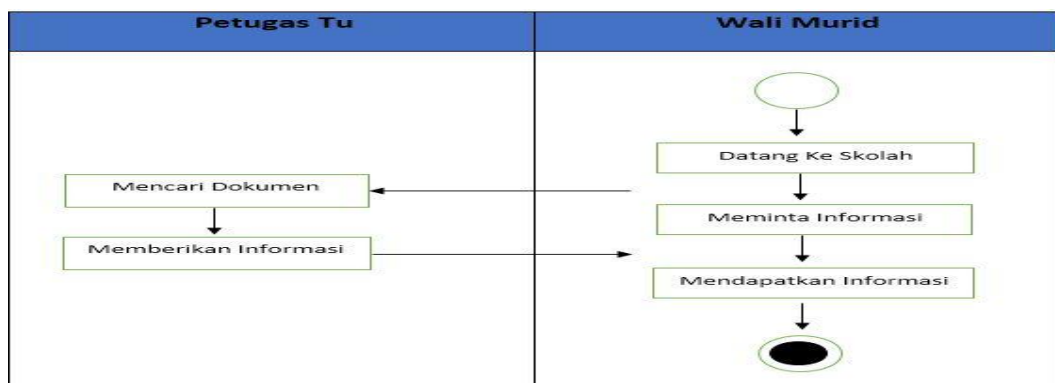 Petugas Tu
Wali Murid
Datang Ke Skolah
Mencari Dokumen
Meminta Informasi
Memberikan Informasi
Mendapatkan Informasi